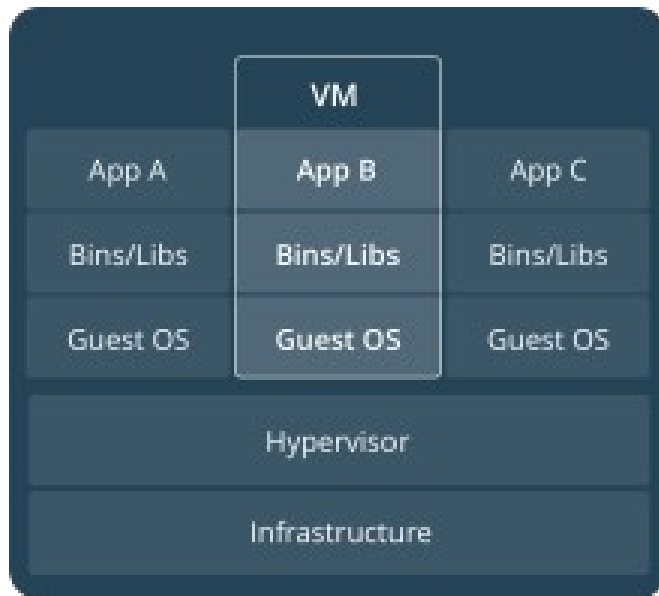 VM
App A App B App C
Bins/Libs Bins/Libs Bins/Libs
Guest OS Guest OS Guest OS
Hypervisor
Infrastructure